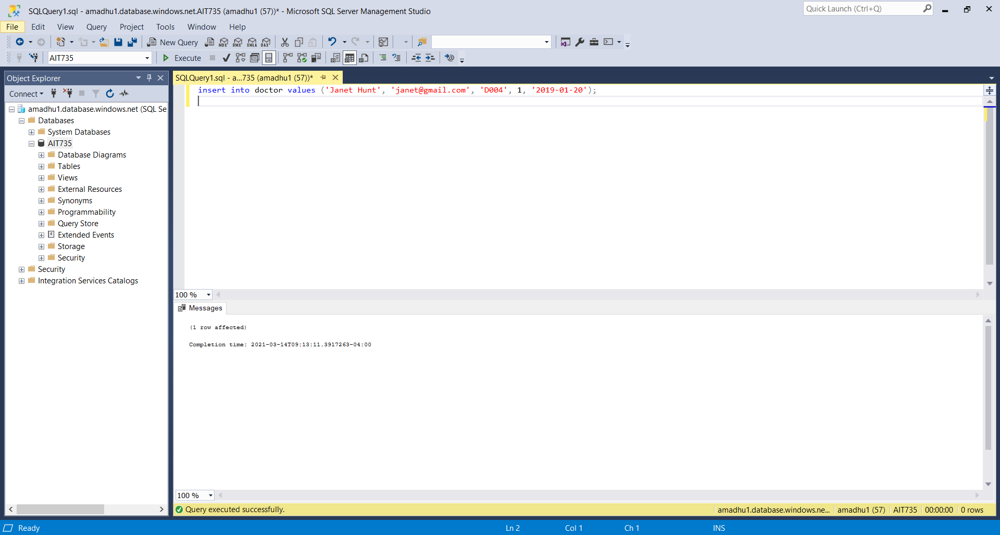 SQLQuery1.sql - amadhu1.database.windows.net.AIT735 (amadhu1 (57))* - Microsoft SQL Server Management Studio
Quick Launch (Ctrl+Q)
File Edit View Query Project Tools Window Help
New Query MDX DMX XMLA DAX
AIT735 Execute
Object Explorer
SQLQuery1.sql - a...735 (amadhu1 (57))*
Connect
insert into doctor values ('Janet Hunt', 'janet@gmail.com', 'D004', 1, '2019-01-20');
amadhu1.database.windows.net (SQL Se
Databases
System Databases
AIT735
Database Diagrams
Tables
Views
External Resources
Synonyms
Programmability
Query Store
Extended Events
Storage
Security
Security
Integration Services Catalogs
100 %
Messages
(1 row affected)
Completion time: 2021-03-14T09:13:11.3917263-04:00
100 %
Query executed successfully.
amadhu1.database.windows.ne... amadhu1 (57) AIT735 00:00:00 0 rows
Ready Ln 2 Col 1 Ch 1 INS